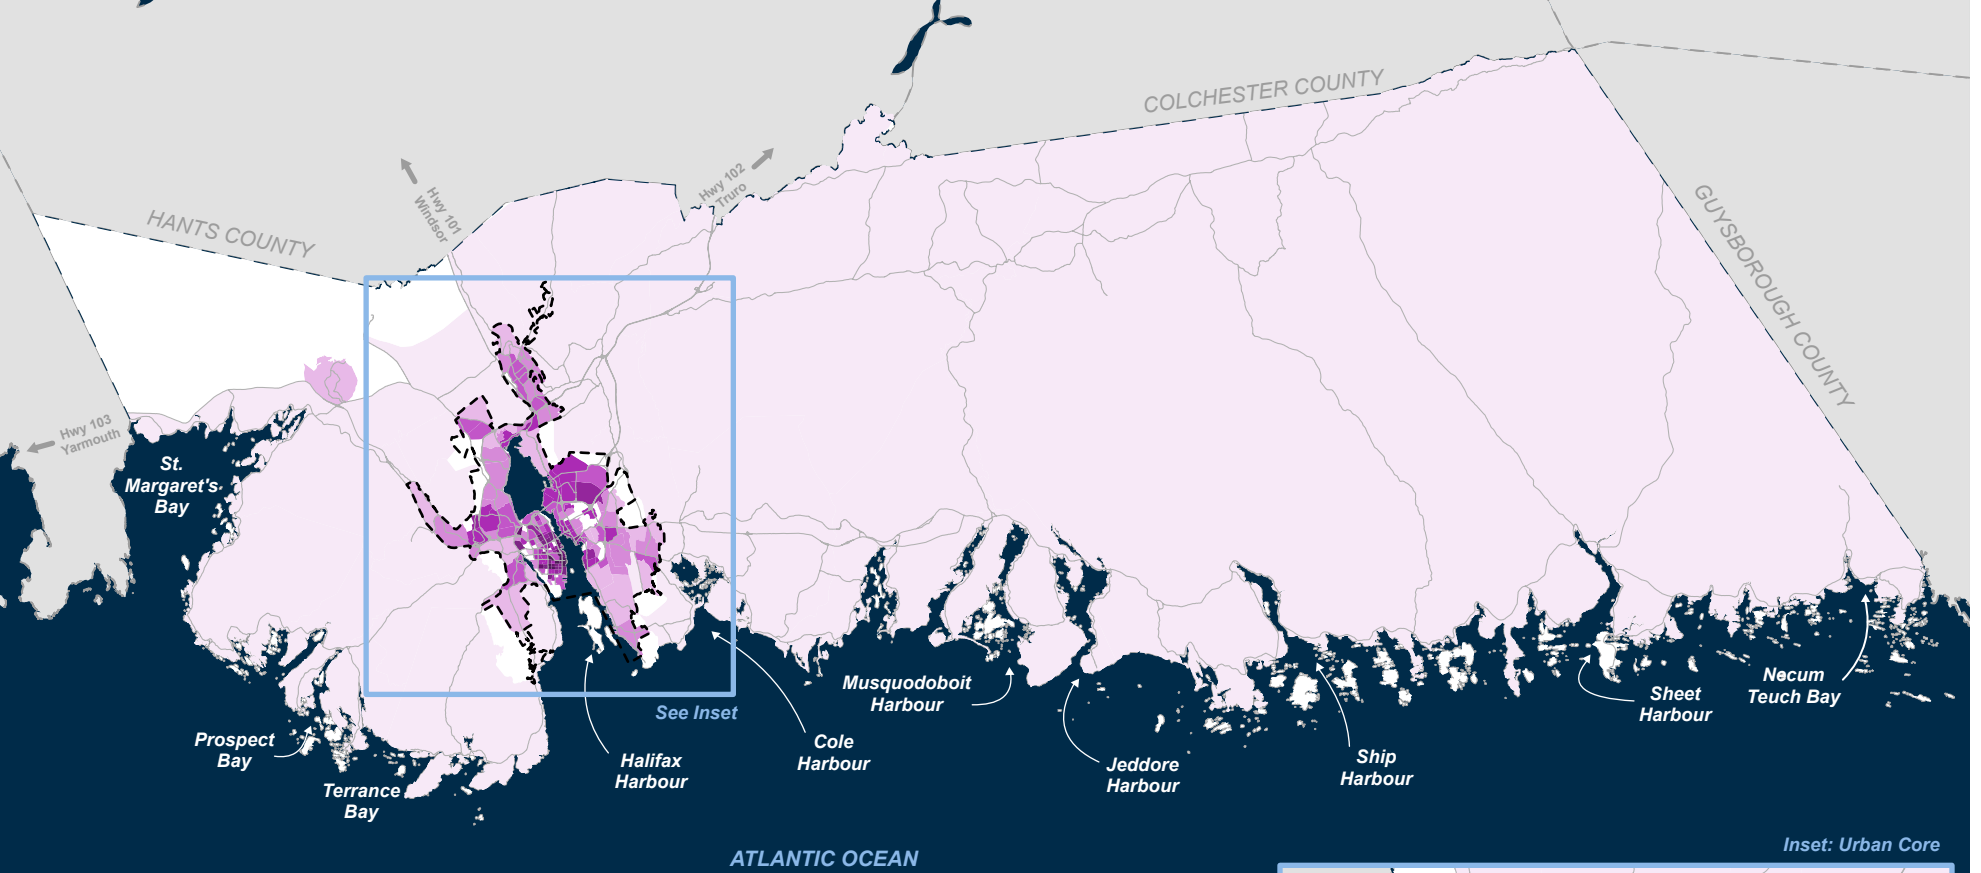 COLCHESTER COUNTY
Hwy 102
Truro
Hwy 101
Windsor
HANTS COUNTY
GUYSBOROUGH COUNTY
Hwy 103
Yarmouth
St.
Margaret's
Bay
See Inset
Musquodoboit
Harbour
Necum
Teuch Bay
Sheet
Harbour
Prospect
Bay
Cole
Harbour
Halifax
Harbour
Ship
Harbour
Jeddore
Harbour
Terrance
Bay
ATLANTIC OCEAN
Inset: Urban Core